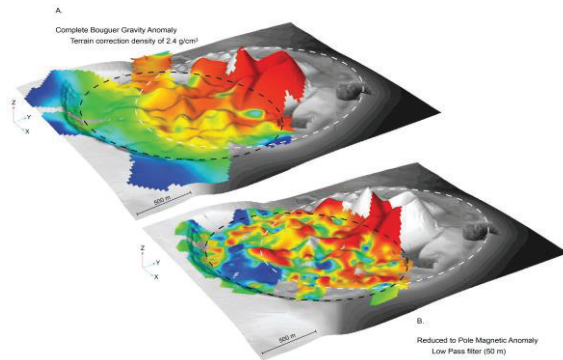 A.
Complete Bouguer Gravity Anomaly
Terrain correction density of 2.4 g/cm³
Z
Y
X
500 m
Z
Y
X
500 m
B.
Reduced to Pole Magnetic Anomaly
Low Pass filter (50 m)